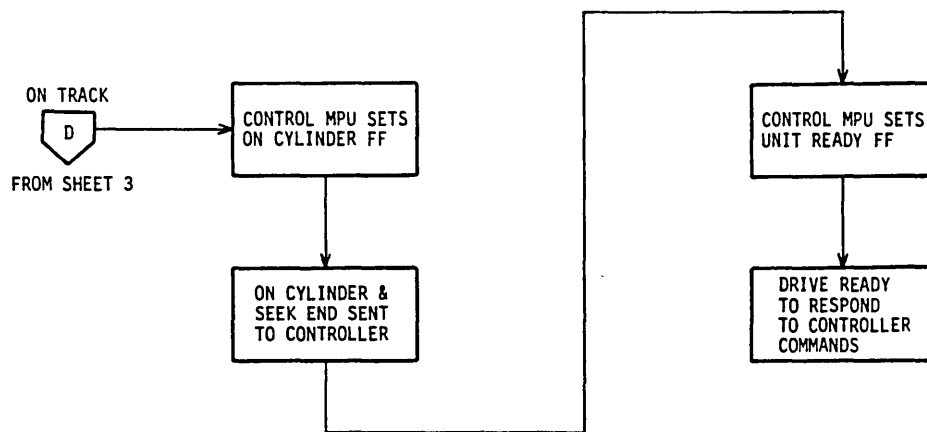 ON TRACK
D
FROM SHEET 3
CONTROL MPU SETS
ON CYLINDER FF
ON CYLINDER &
SEEK END SENT
TO CONTROLLER
CONTROL MPU SETS
UNIT READY FF
DRIVE READY
TO RESPOND
TO CONTROLLER
COMMANDS